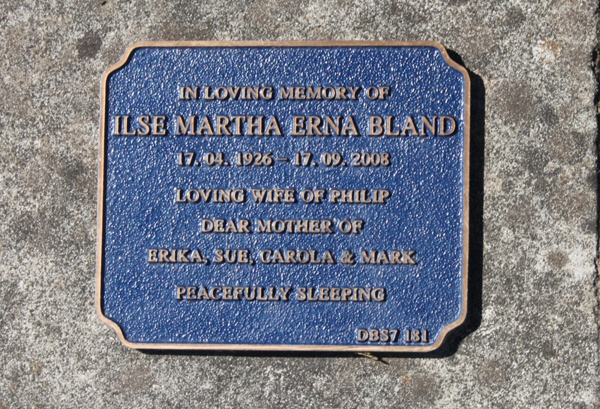 IN LOVING MEMORY OF
ILSE MARTHA ERNA BLAND
17. 04. 1926 – 17. 09. 2008
LOVING WIFE OF PHILIP
DEAR MOTHER OF
ERIKA, SUE, CAROLA & MARK
PEACEFULLY SLEEPING
DBS7 181